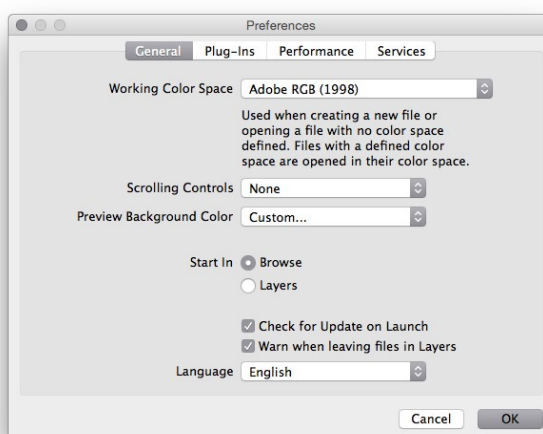 Preferences
General Plug-Ins Performance Services
Working Color Space Adobe RGB (1998)
Used when creating a new file or
opening a file with no color space
defined. Files with a defined color
space are opened in their color space.
Scrolling Controls None
Preview Background Color Custom...
Start In Browse
Layers
Check for Update on Launch
Warn when leaving files in Layers
Language English
Cancel OK